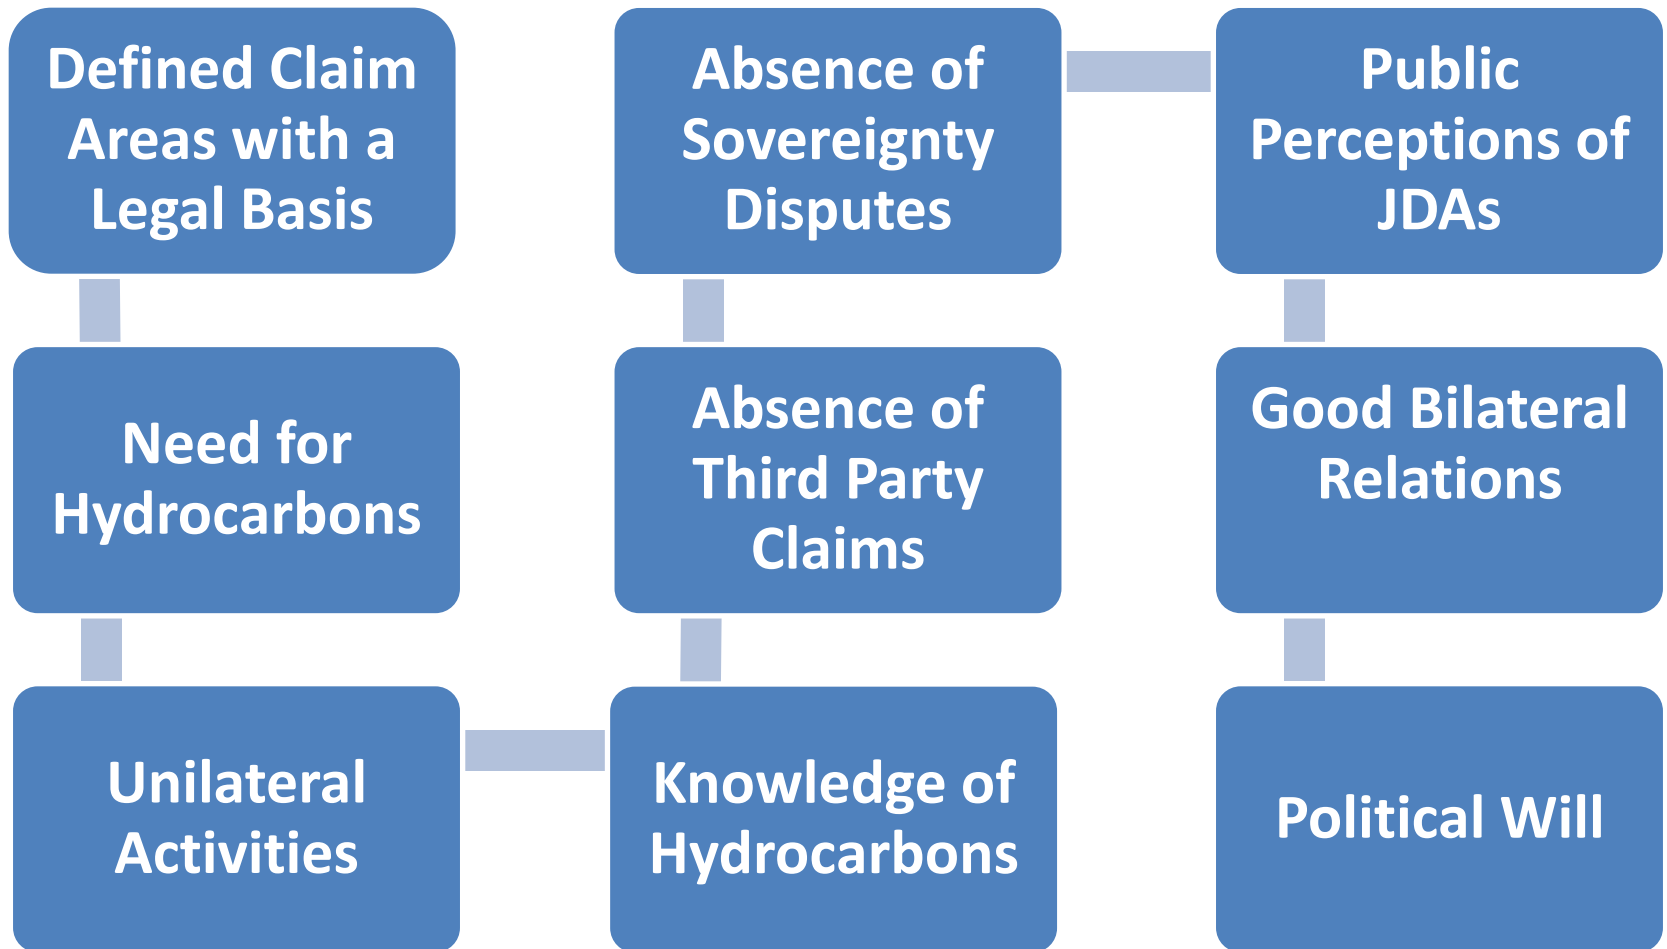 Defined Claim
Areas with a
Legal Basis
Need for
Hydrocarbons
Unilateral
Activities
Knowledge of
Hydrocarbons
Absence of
Third Party
Claims
Absence of
Sovereignty
Disputes
Public
Perceptions of
JDAs
Good Bilateral
Relations
Political Will